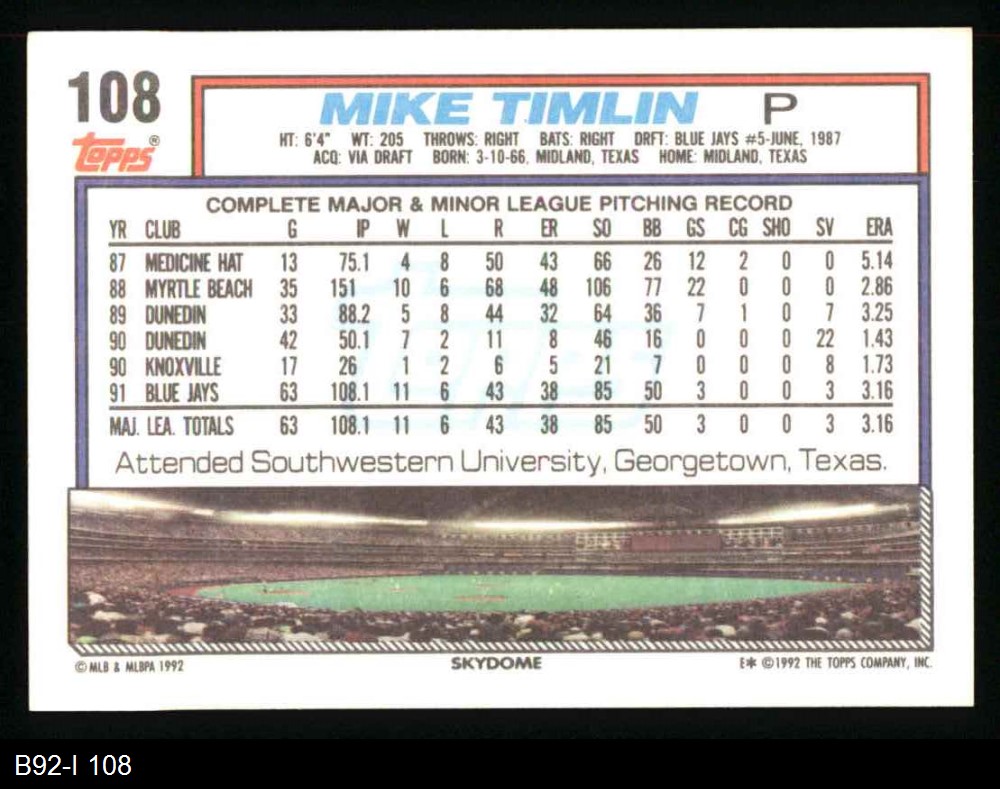 108
Topps®
MIKE TIMLIN P
HT: 6'4" WT: 205 THROWS: RIGHT BATS: RIGHT DRFT: BLUE JAYS #5-JUNE, 1987
ACQ: VIA DRAFT BORN: 3-10-66, MIDLAND, TEXAS HOME: MIDLAND, TEXAS
COMPLETE MAJOR & MINOR LEAGUE PITCHING RECORD
YR CLUB G IP W L R ER SO BB GS CG SHO SV ERA
87 MEDICINE HAT 13 75.1 4 8 50 43 66 26 12 2 0 0 5.14
88 MYRTLE BEACH 35 151 10 6 68 48 106 77 22 0 0 0 2.86
89 DUNEDIN 33 88.2 5 8 44 32 64 36 7 1 0 7 3.25
90 DUNEDIN 42 50.1 7 2 11 8 46 16 0 0 0 22 1.43
90 KNOXVILLE 17 26 1 2 6 5 21 7 0 0 0 8 1.73
91 BLUE JAYS 63 108.1 11 6 43 38 85 50 3 0 0 3 3.16
MAJ. LEA. TOTALS 63 108.1 11 6 43 38 85 50 3 0 0 3 3.16
Attended Southwestern University, Georgetown, Texas.
© MLB & MLBPA 1992 SKYDOME E* © 1992 THE TOPPS COMPANY, INC.
B92-I 108